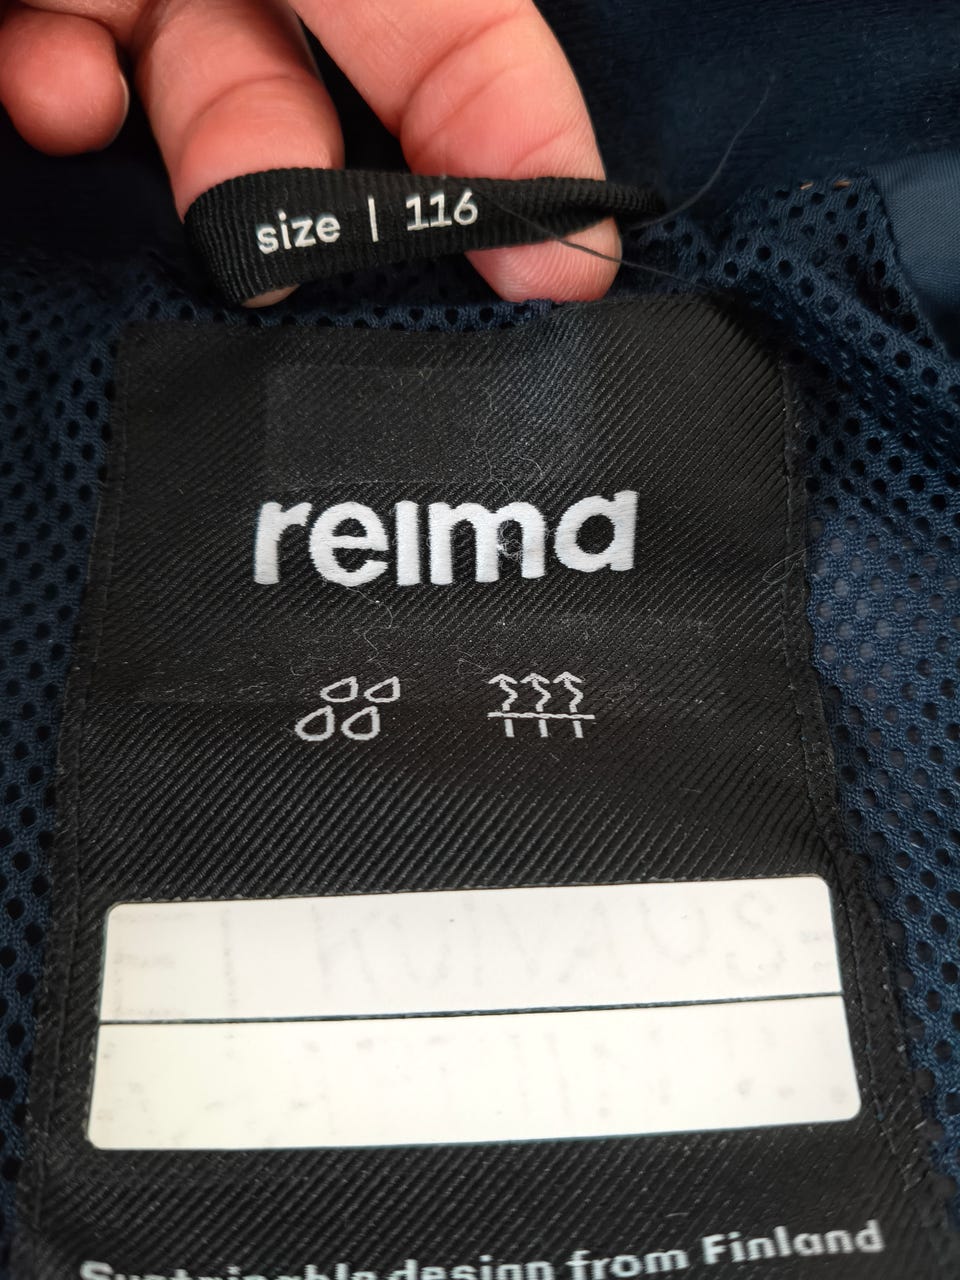 size | 116
reima
Sustainable design from Finland